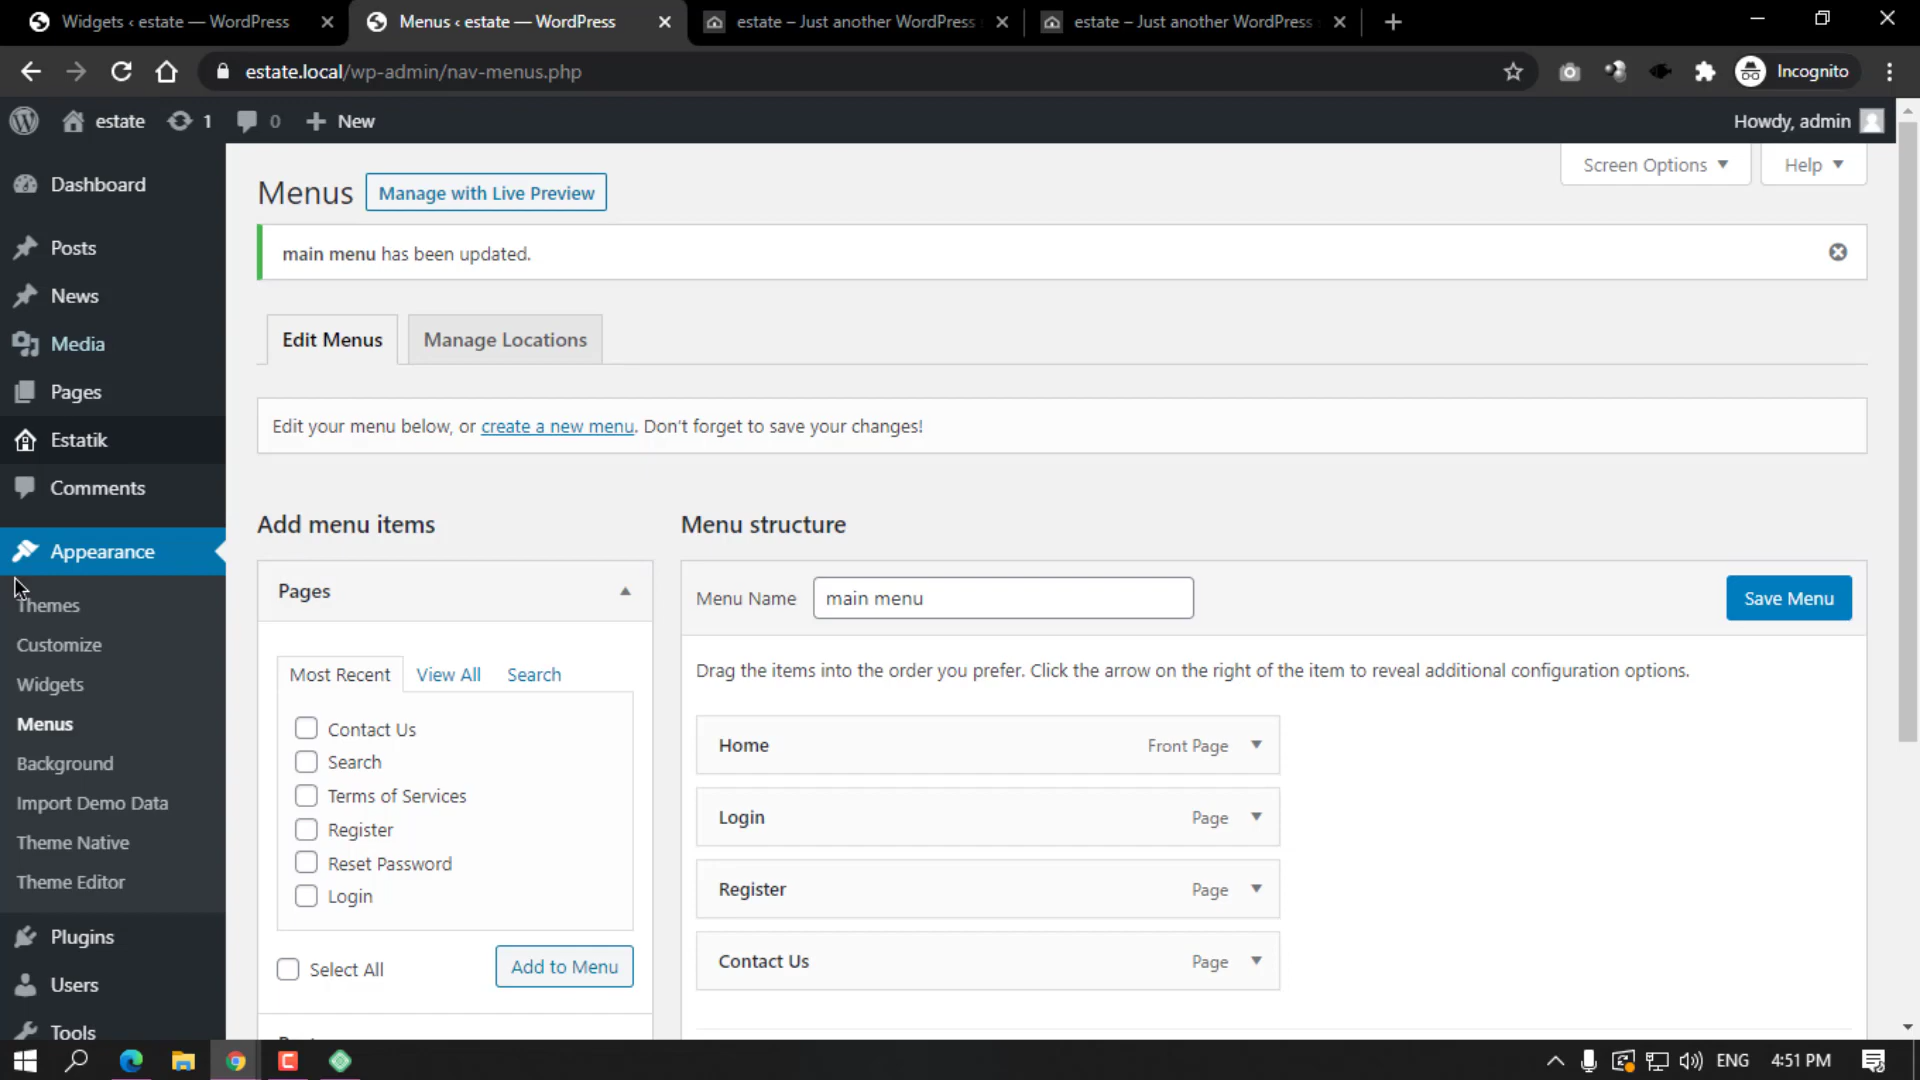 Widgets ‹ estate — WordPress
Menus ‹ estate — WordPress
estate – Just another WordPress
estate – Just another WordPress
estate.local/wp-admin/nav-menus.php
Incognito
estate
1
0
New
Howdy, admin
Dashboard
Posts
News
Media
Pages
Estatik
Comments
Appearance
Themes
Customize
Widgets
Menus
Background
Import Demo Data
Theme Native
Theme Editor
Plugins
Users
Tools
Screen Options
Help
Menus
Manage with Live Preview
main menu has been updated.
Edit Menus
Manage Locations
Edit your menu below, or create a new menu. Don't forget to save your changes!
Add menu items
Pages
Most Recent
View All
Search
Contact Us
Search
Terms of Services
Register
Reset Password
Login
Select All
Add to Menu
Menu structure
Menu Name
main menu
Save Menu
Drag the items into the order you prefer. Click the arrow on the right of the item to reveal additional configuration options.
Home
Front Page
Login
Page
Register
Page
Contact Us
Page
ENG
4:51 PM